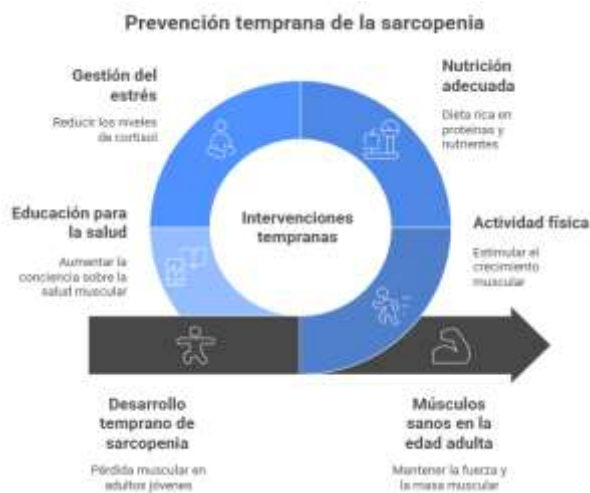 Prevención temprana de la sarcopenia
Gestión del
estrés
Reducir los niveles
de cortisol
Nutrición
adecuada
Dieta rica en
proteínas y
nutrientes
Educación para
la salud
Aumentar la
conciencia sobre la
salud muscular
Intervenciones
tempranas
Actividad física
Estimular el
crecimiento
muscular
Desarrollo
temprano de
sarcopenia
Pérdida muscular en
adultos jóvenes
Músculos
sanos en la
edad adulta
Mantener la fuerza y
la masa muscular